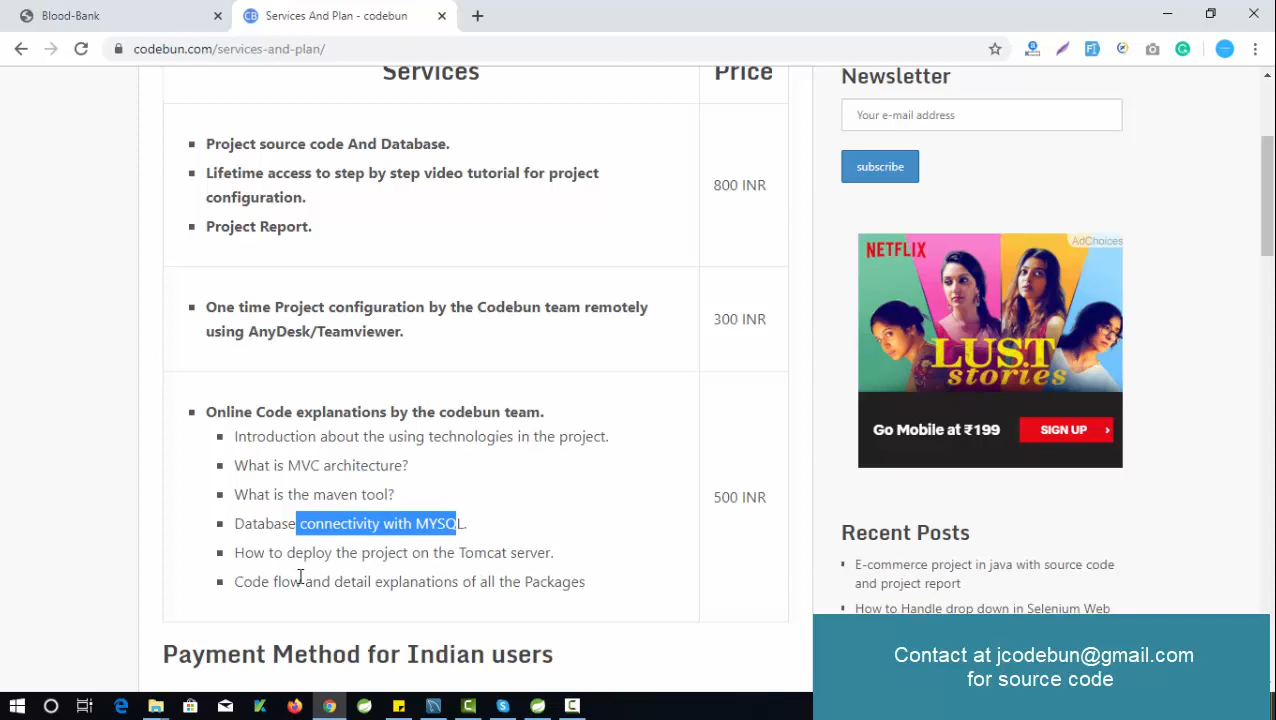 Blood-Bank
Services And Plan - codebun
codebun.com/services-and-plan/
Services
Price
Project source code And Database.
Lifetime access to step by step video tutorial for project
configuration.
Project Report.
800 INR
One time Project configuration by the Codebun team remotely
using AnyDesk/Teamviewer.
300 INR
Online Code explanations by the codebun team.
Introduction about the using technologies in the project.
What is MVC architecture?
What is the maven tool?
Database connectivity with MYSQL.
How to deploy the project on the Tomcat server.
Code flow and detail explanations of all the Packages
500 INR
Payment Method for Indian users
Newsletter
Your e-mail address
subscribe
AdChoices
NETFLIX
LUST
stories
Go Mobile at ₹199
SIGN UP
Recent Posts
E-commerce project in java with source code
and project report
How to Handle drop down in Selenium Web
Contact at jcodebun@gmail.com
for source code